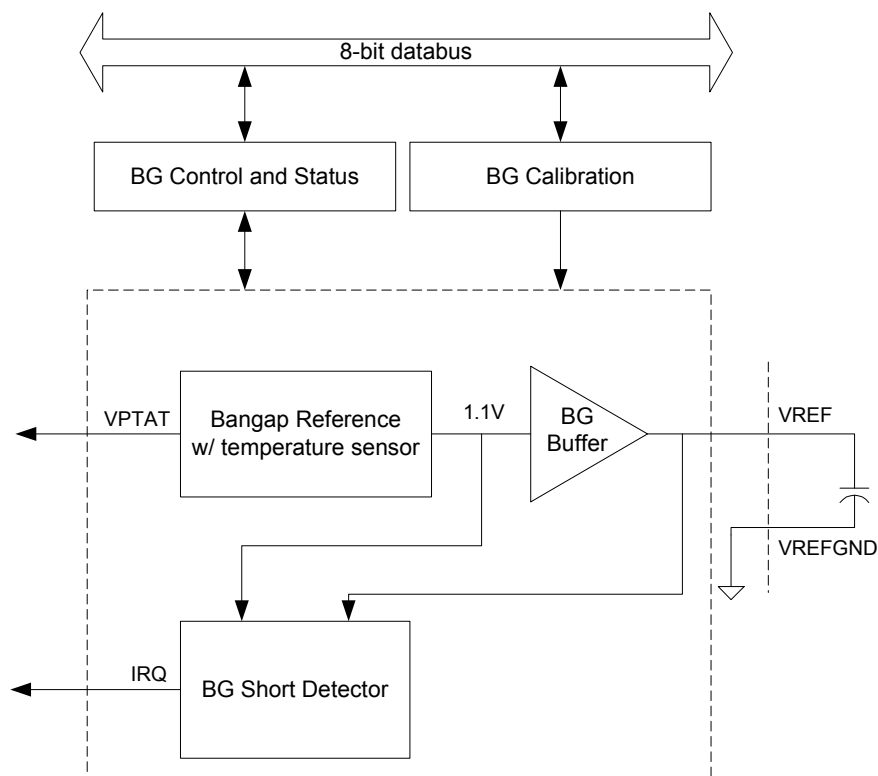 8-bit databus
BG Control and Status
BG Calibration
VPTAT
Bangap Reference
w/ temperature sensor
1.1V
BG
Buffer
VREF
VREFGND
IRQ
BG Short Detector